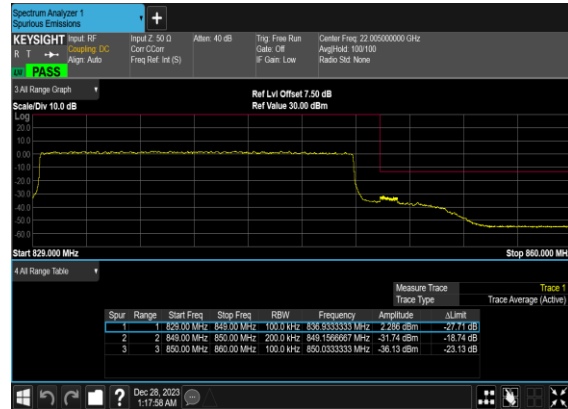 Spectrum Analyzer 1
Spurious Emissions
+
KEYSIGHT
R T
LW PASS
Input: RF
Coupling: DC
Align: Auto
Input Z: 50 Ω
Corr CCorr
Freq Ref: Int (S)
Atten: 40 dB
Trig: Free Run
Gate: Off
IF Gain: Low
Center Freq: 22.005000000 GHz
Avg|Hold: 100/100
Radio Std: None
3 All Range Graph
Scale/Div 10.0 dB
Ref Lvl Offset 7.50 dB
Ref Value 30.00 dBm
Log
20.0
10.0
0.00
-10.0
-20.0
-30.0
-40.0
-50.0
-60.0
Start 829.000 MHz
Stop 860.000 MH
4 All Range Table
Measure Trace Trace 1
Trace Type Trace Average (Active)
Spur Range Start Freq Stop Freq RBW Frequency Amplitude ΔLimit
1 1 829.00 MHz 849.00 MHz 100.0 kHz 836.9333333 MHz 2.286 dBm -27.71 dB
2 2 849.00 MHz 850.00 MHz 200.0 kHz 849.1566667 MHz -31.74 dBm -18.74 dB
3 3 850.00 MHz 860.00 MHz 100.0 kHz 850.0333333 MHz -36.13 dBm -23.13 dB
?
Dec 28, 2023
1:17:58 AM